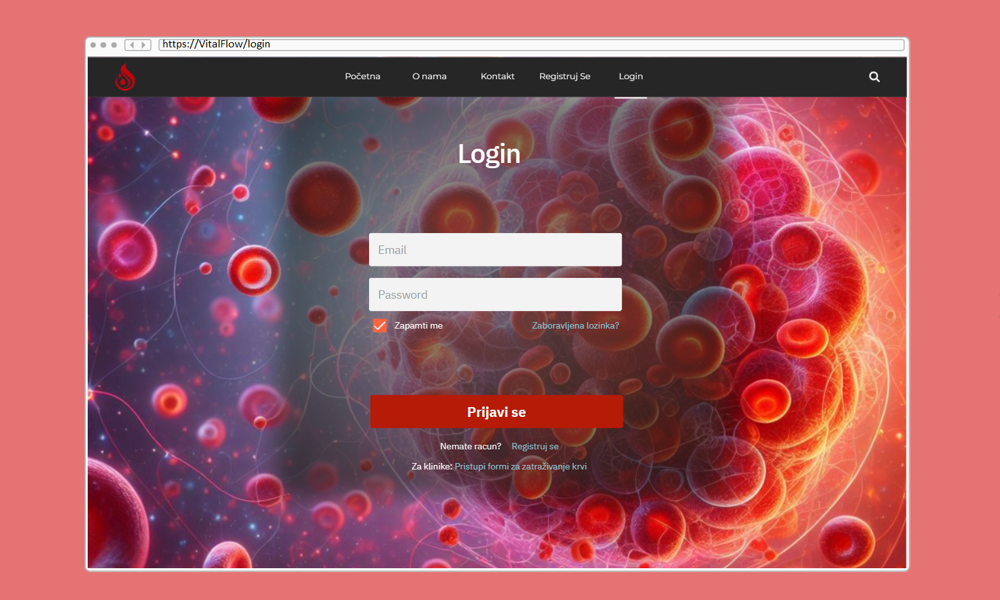 https://VitalFlow/login
Početna O nama Kontakt Registruj Se Login
Login
Email
Password
Zapamti me Zaboravljena lozinka?
Prijavi se
Nemate racun? Registruj se
Za klinike: Pristupi formi za zatraživanje krvi